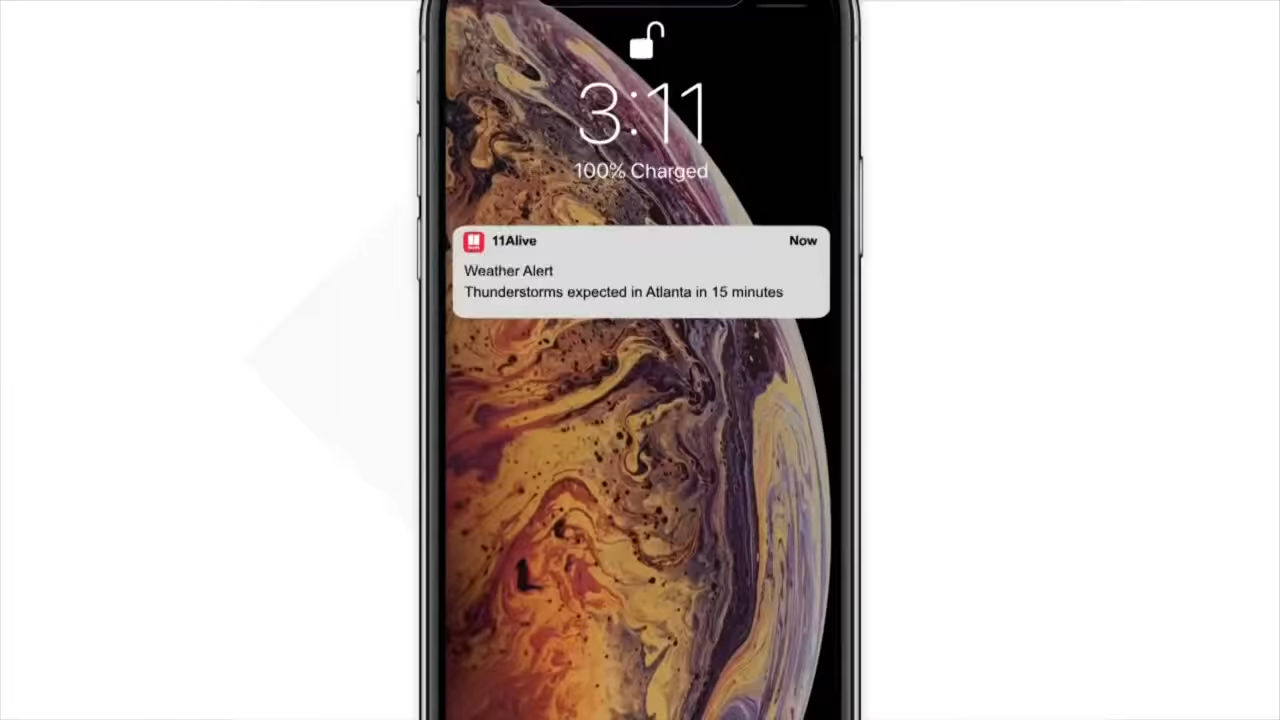 3:11
100% Charged
11Alive
Now
Weather Alert
Thunderstorms expected in Atlanta in 15 minutes